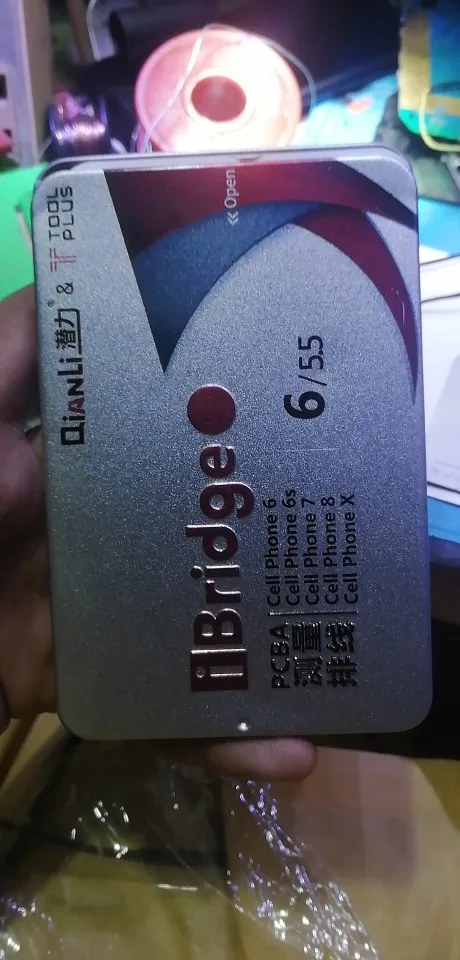 QianLi 潜力® & TOOL PLUS
<< Open
iBridge
6/5.5
PCBA
测量
排线
Cell Phone 6
Cell Phone 6s
Cell Phone 7
Cell Phone 8
Cell Phone X